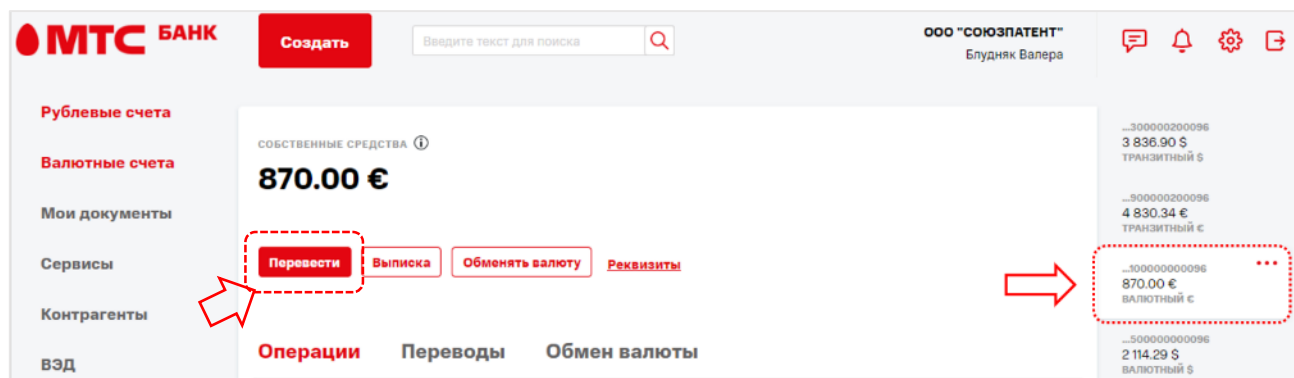 МТС БАНК
Создать
Введите текст для поиска
ООО "СОЮЗПАТЕНТ"
Блудняк Валера
Рублевые счета
Валютные счета
Мои документы
Сервисы
Контрагенты
ВЭД
СОБСТВЕННЫЕ СРЕДСТВА
870.00 €
Перевести
Выписка
Обменять валюту
Реквизиты
Операции
Переводы
Обмен валюты
...300000200096
3 836.90 $
ТРАНЗИТНЫЙ $
...900000200096
4 830.34 €
ТРАНЗИТНЫЙ €
...100000000096
870.00 €
ВАЛЮТНЫЙ €
...500000000096
2 114.29 $
ВАЛЮТНЫЙ $